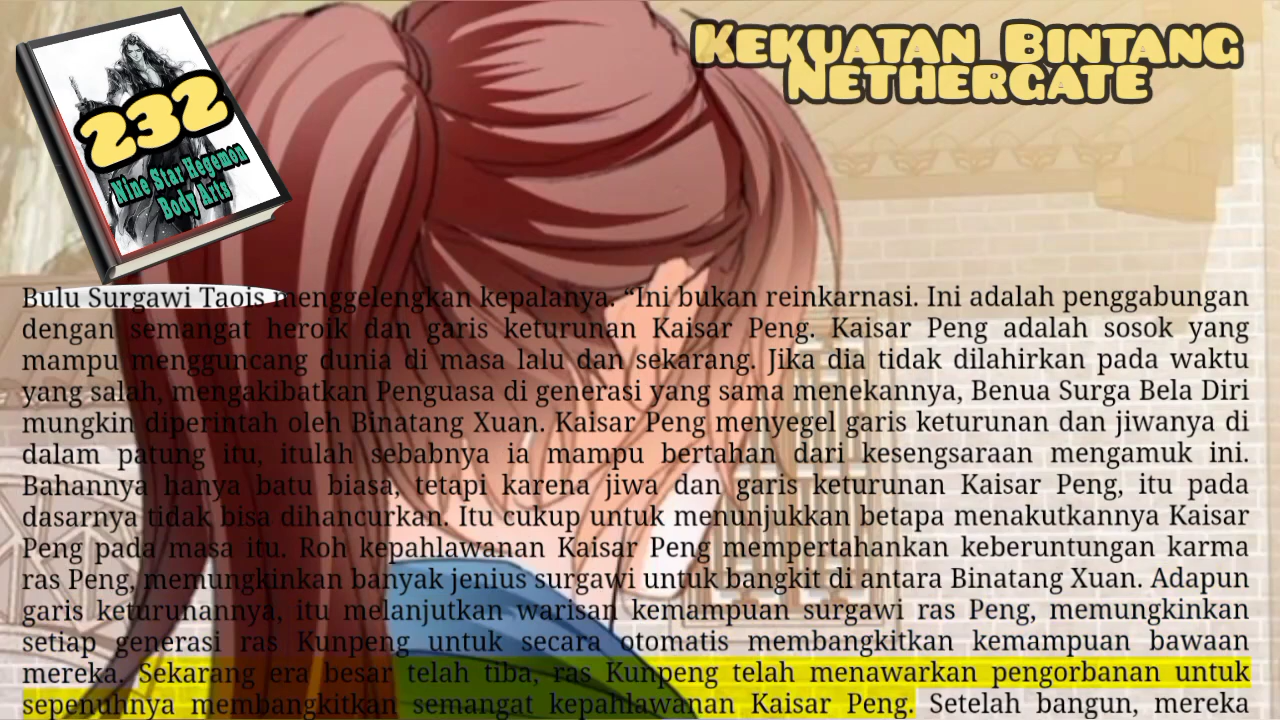 232
Nine Star Hegemon
Body Arts
Kekuatan Bintang
Nethergate
Bulu Surgawi Taois menggelengkan kepalanya. “Ini bukan reinkarnasi. Ini adalah penggabungan
dengan semangat heroik dan garis keturunan Kaisar Peng. Kaisar Peng adalah sosok yang
mampu mengguncang dunia di masa lalu dan sekarang. Jika dia tidak dilahirkan pada waktu
yang salah, mengakibatkan Penguasa di generasi yang sama menekannya, Benua Surga Bela Diri
mungkin diperintah oleh Binatang Xuan. Kaisar Peng menyegel garis keturunan dan jiwanya di
dalam patung itu, itulah sebabnya ia mampu bertahan dari kesengsaraan mengamuk ini.
Bahannya hanya batu biasa, tetapi karena jiwa dan garis keturunan Kaisar Peng, itu pada
dasarnya tidak bisa dihancurkan. Itu cukup untuk menunjukkan betapa menakutkannya Kaisar
Peng pada masa itu. Roh kepahlawanan Kaisar Peng mempertahankan keberuntungan karma
ras Peng, memungkinkan banyak jenius surgawi untuk bangkit di antara Binatang Xuan. Adapun
garis keturunannya, itu melanjutkan warisan kemampuan surgawi ras Peng, memungkinkan
setiap generasi ras Kunpeng untuk secara otomatis membangkitkan kemampuan bawaan
mereka. Sekarang era besar telah tiba, ras Kunpeng telah menawarkan pengorbanan untuk
sepenuhnya membangkitkan semangat kepahlawanan Kaisar Peng. Setelah bangun, mereka